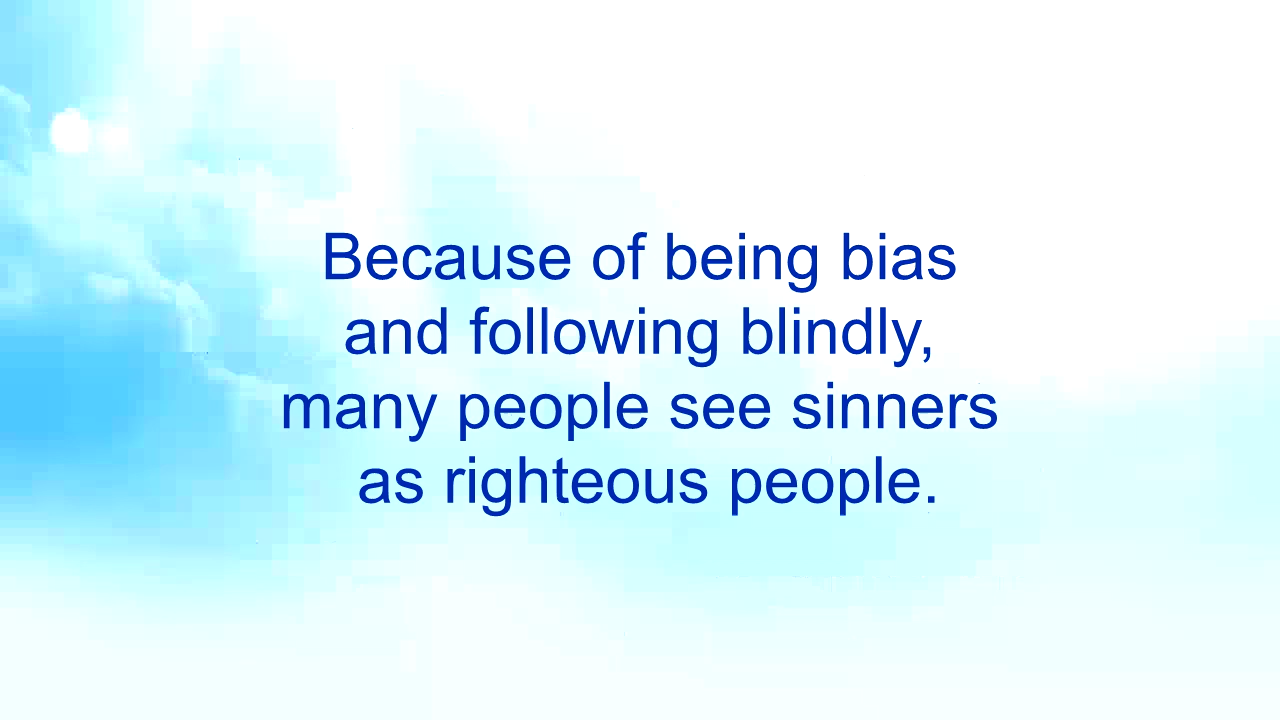 Because of being bias
and following blindly,
many people see sinners
as righteous people.